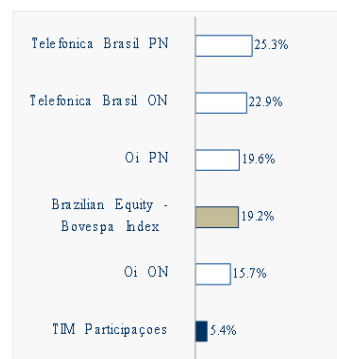 Telefonica Brasil PN 25.3%
Telefonica Brasil ON 22.9%
Oi PN 19.6%
Brazilian Equity -
Bovespa Index 19.2%
Oi ON 15.7%
TIM Participaçoes 5.4%